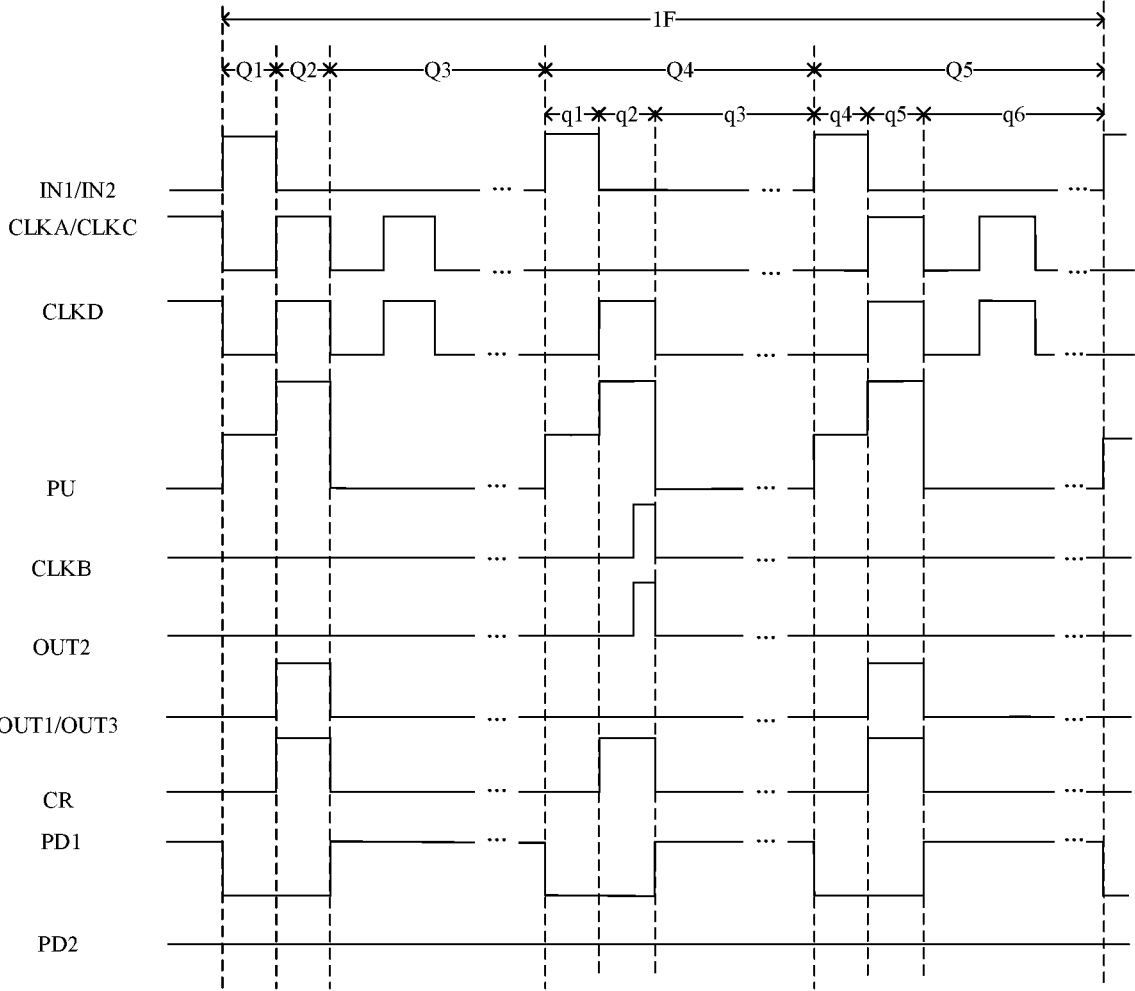 1F
Q1 Q2 Q3 Q4 Q5
q1 q2 q3 q4 q5 q6
IN1/IN2 ... ... ...
CLKA/CLKC ... ... ...
CLKD ... ... ...
PU ... ... ...
CLKB ... ... ...
OUT2 ... ... ...
OUT1/OUT3 ... ... ...
CR ... ... ...
PD1 ... ... ...
PD2